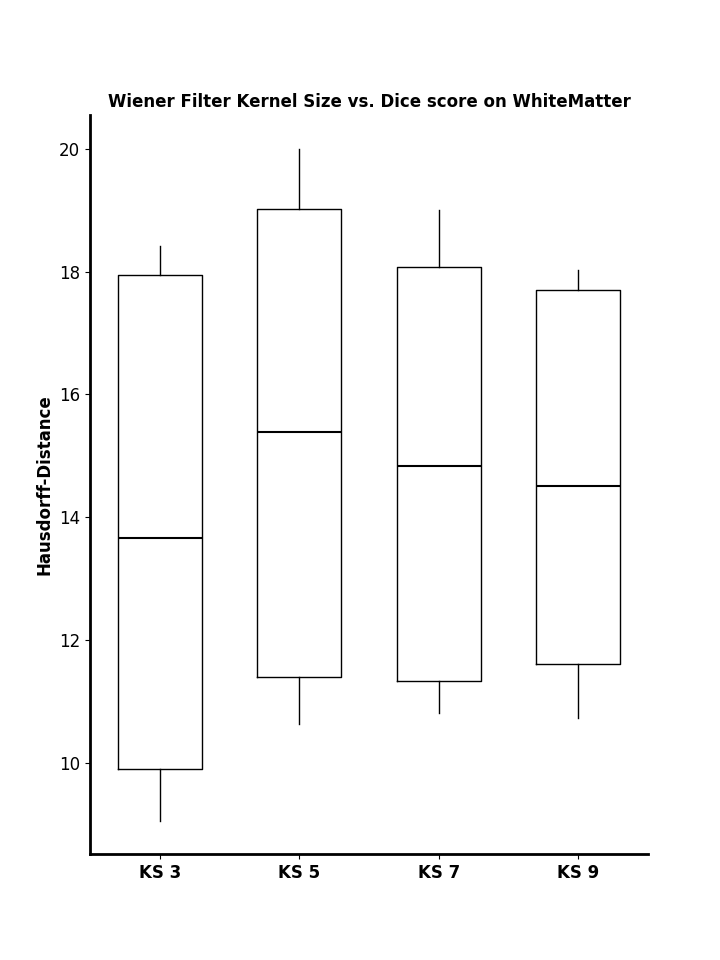 Wiener Filter Kernel Size vs. Dice score on WhiteMatter
20
18
16
14
12
10
Hausdorff-Distance
KS 3 KS 5 KS 7 KS 9